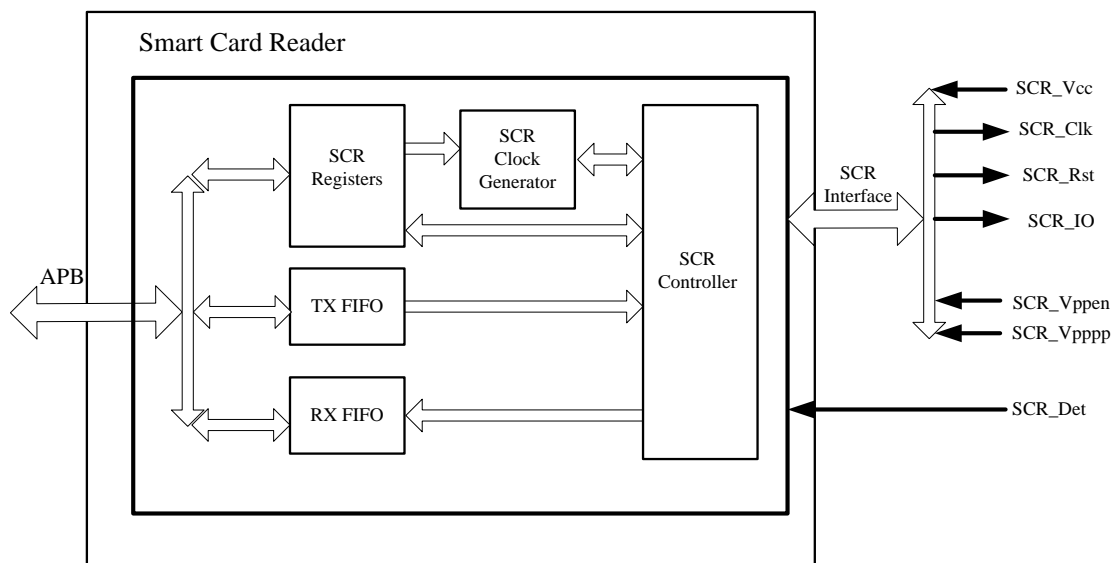 Smart Card Reader
SCR
Registers
SCR
Clock
Generator
SCR
Controller
TX FIFO
RX FIFO
APB
SCR
Interface
SCR_Vcc
SCR_Clk
SCR_Rst
SCR_IO
SCR_Vppen
SCR_Vpppp
SCR_Det